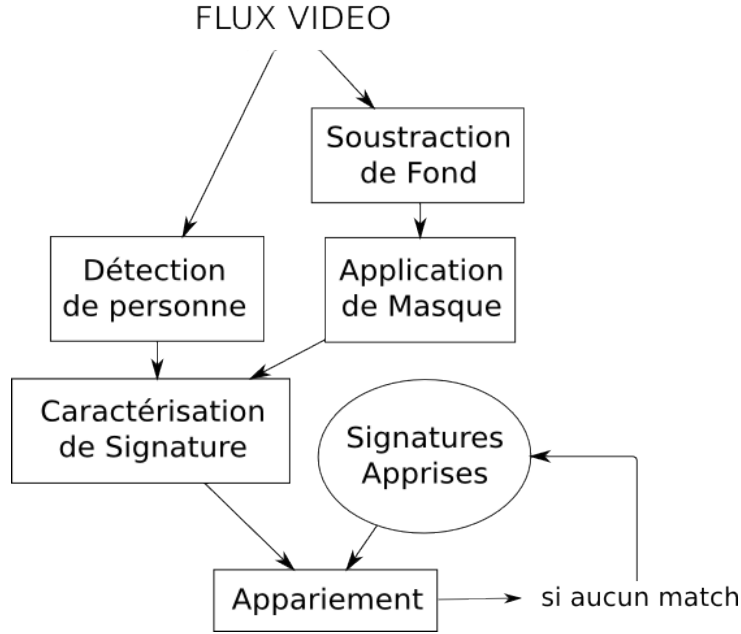 FLUX VIDEO
Soustraction
de Fond
Détection
de personne
Application
de Masque
Caractérisation
de Signature
Signatures
Apprises
Appariement
si aucun match